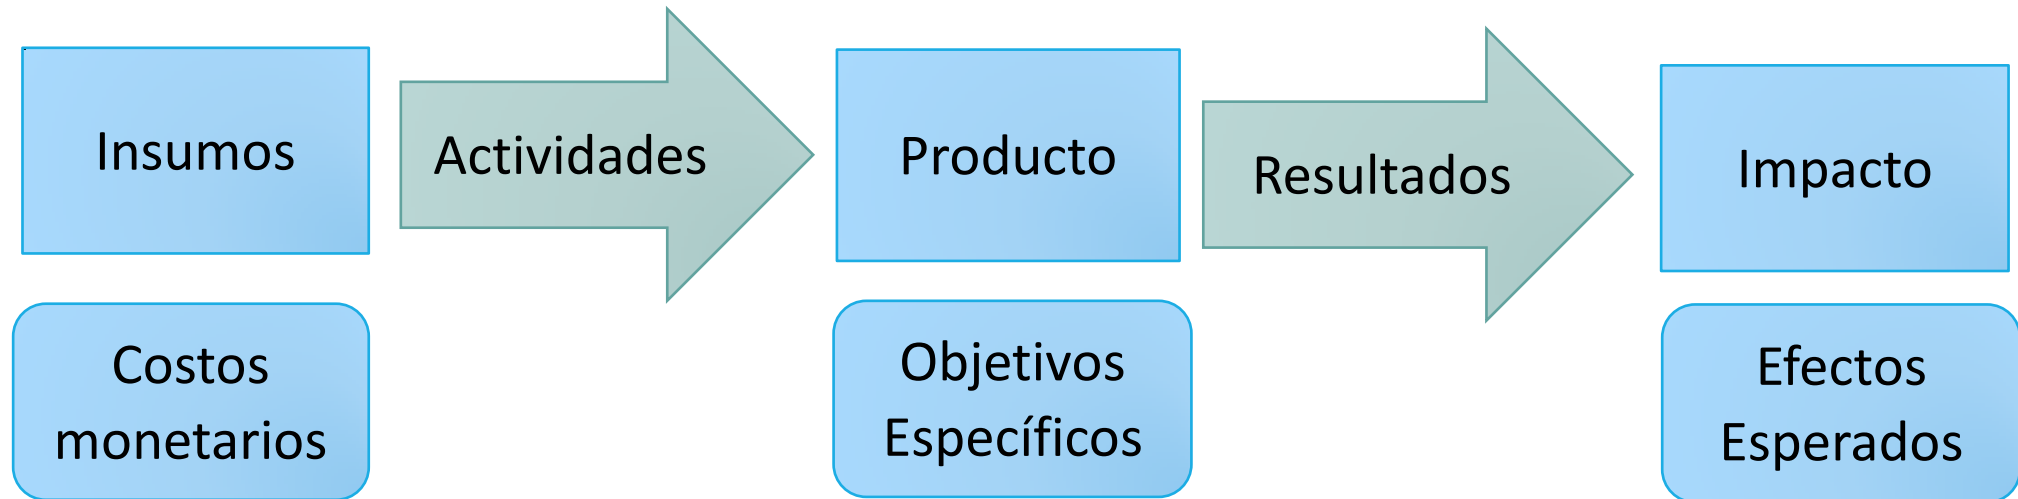 Insumos
Actividades
Producto
Resultados
Impacto
Costos
monetarios
Objetivos
Específicos
Efectos
Esperados